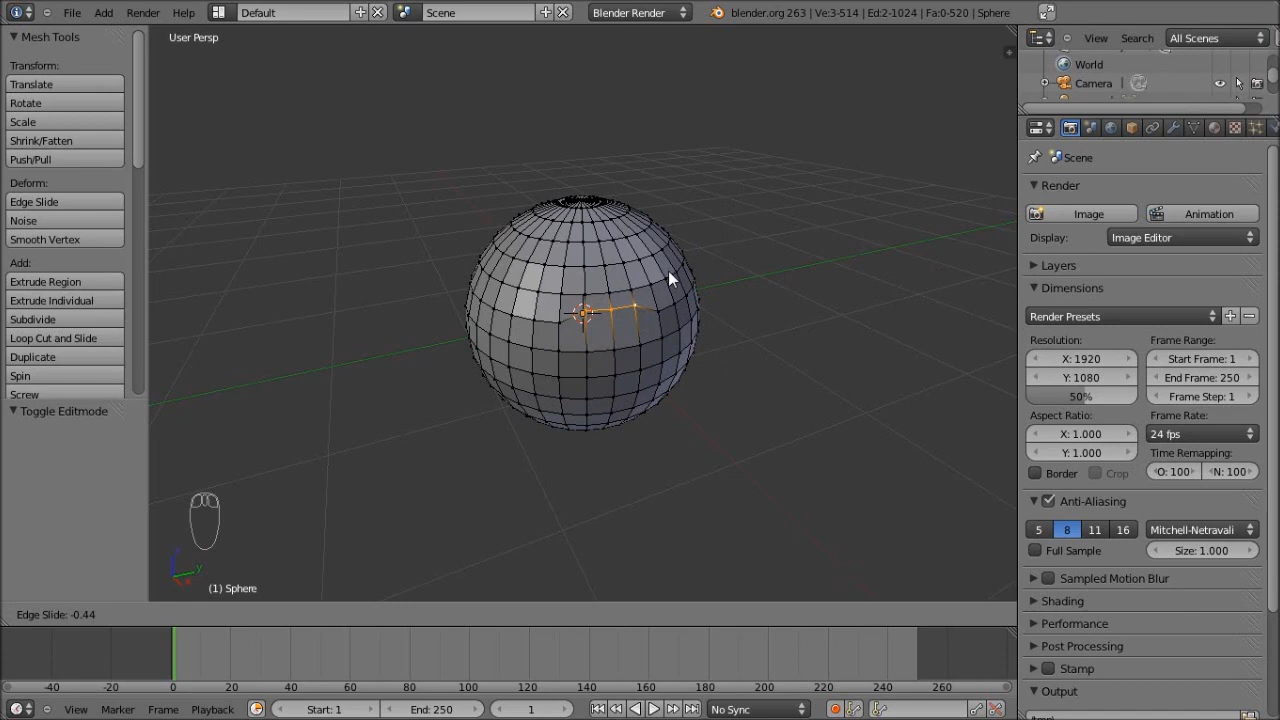 File Add Render Help Default Scene Blender Render blender.org 263 | Ve:3-514 | Ed:2-1024 | Fa:0-520 | Sphere
Mesh Tools
Transform:
Translate
Rotate
Scale
Shrink/Fatten
Push/Pull
Deform:
Edge Slide
Noise
Smooth Vertex
Add:
Extrude Region
Extrude Individual
Subdivide
Loop Cut and Slide
Duplicate
Spin
Screw
Toggle Editmode
User Persp
z
y
x
(1) Sphere
Edge Slide: -0.44
-40 -20 0 20 40 60 80 100 120 140 160 180 200 220 240 260
View Marker Frame Playback Start: 1 End: 250 1 No Sync
View Search All Scenes
World
Camera
Scene
Render
Image Animation
Display: Image Editor
Layers
Dimensions
Render Presets
Resolution: Frame Range:
X: 1920 Start Frame: 1
Y: 1080 End Frame: 250
50% Frame Step: 1
Aspect Ratio: Frame Rate:
X: 1.000 24 fps
Y: 1.000 Time Remapping:
Border Crop O: 100 N: 100
Anti-Aliasing
5 8 11 16 Mitchell-Netravali
Full Sample Size: 1.000
Sampled Motion Blur
Shading
Performance
Post Processing
Stamp
Output